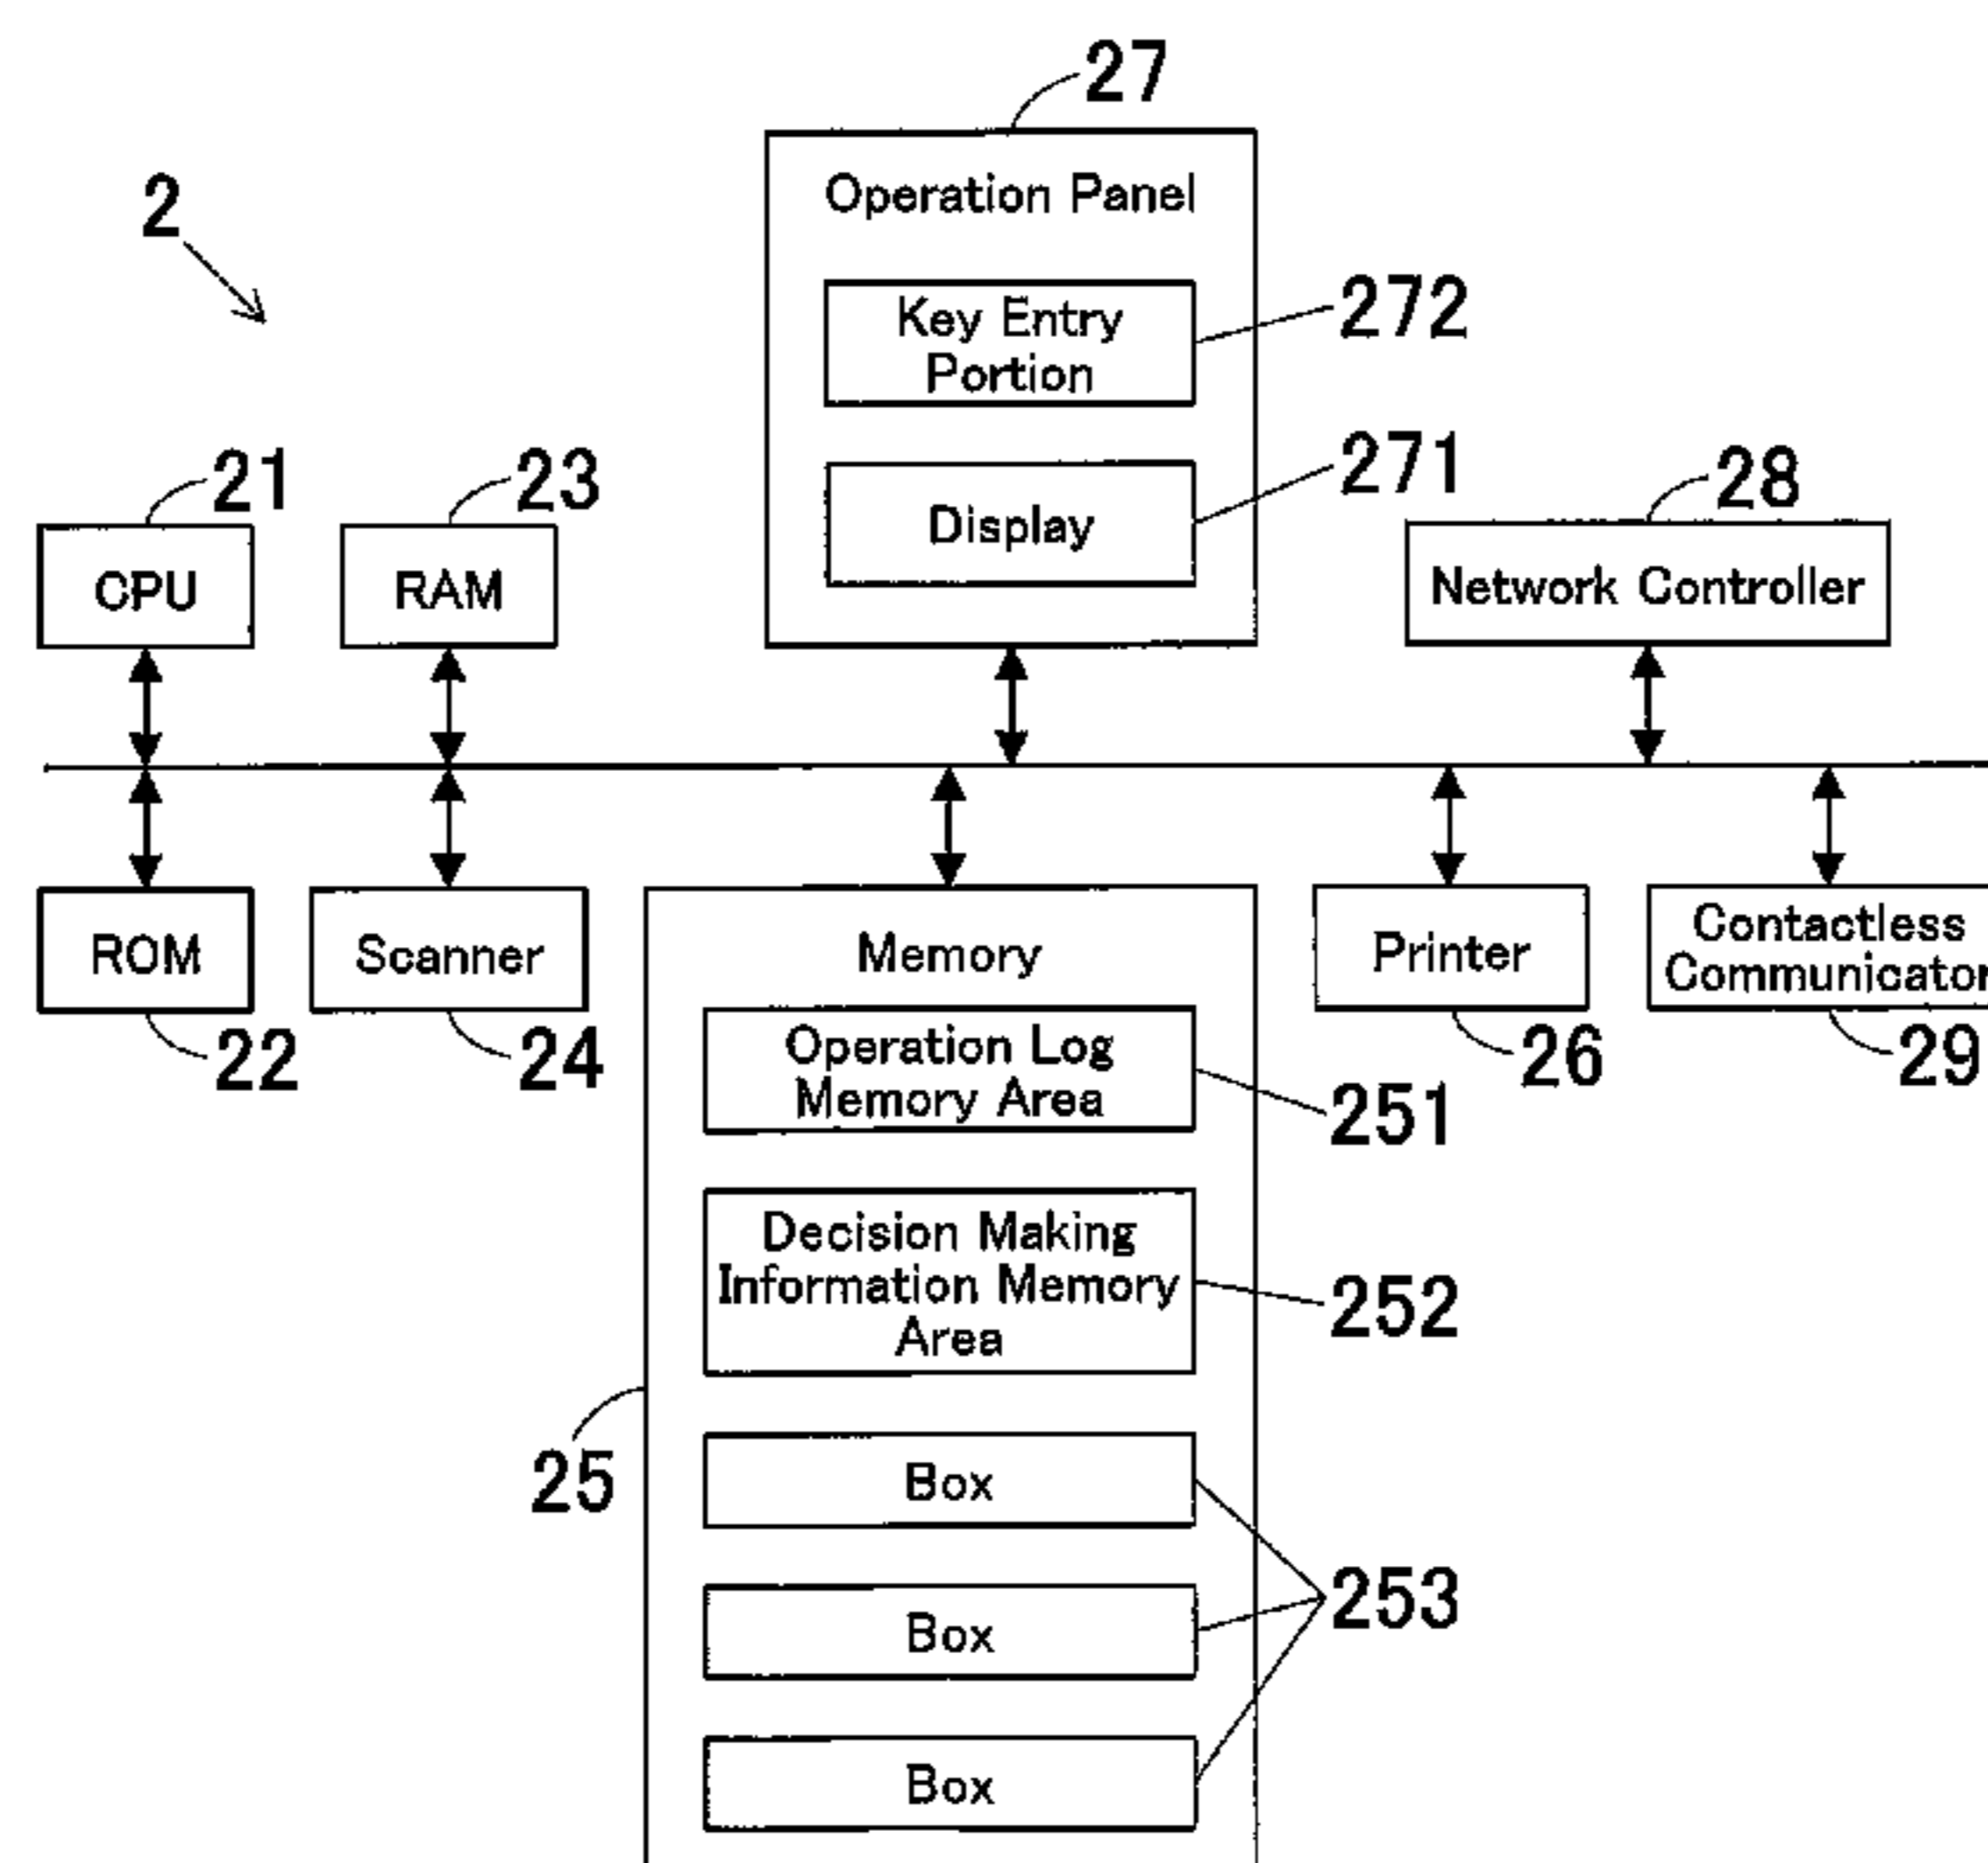 27
2
Operation Panel
Key Entry
Portion
272
271
Display
21
23
28
CPU
RAM
Network Controller
ROM
Scanner
Memory
Printer
Contactless
Communicator
22
24
26
29
Operation Log
Memory Area
251
Decision Making
Information Memory
Area
252
25
Box
Box
253
Box